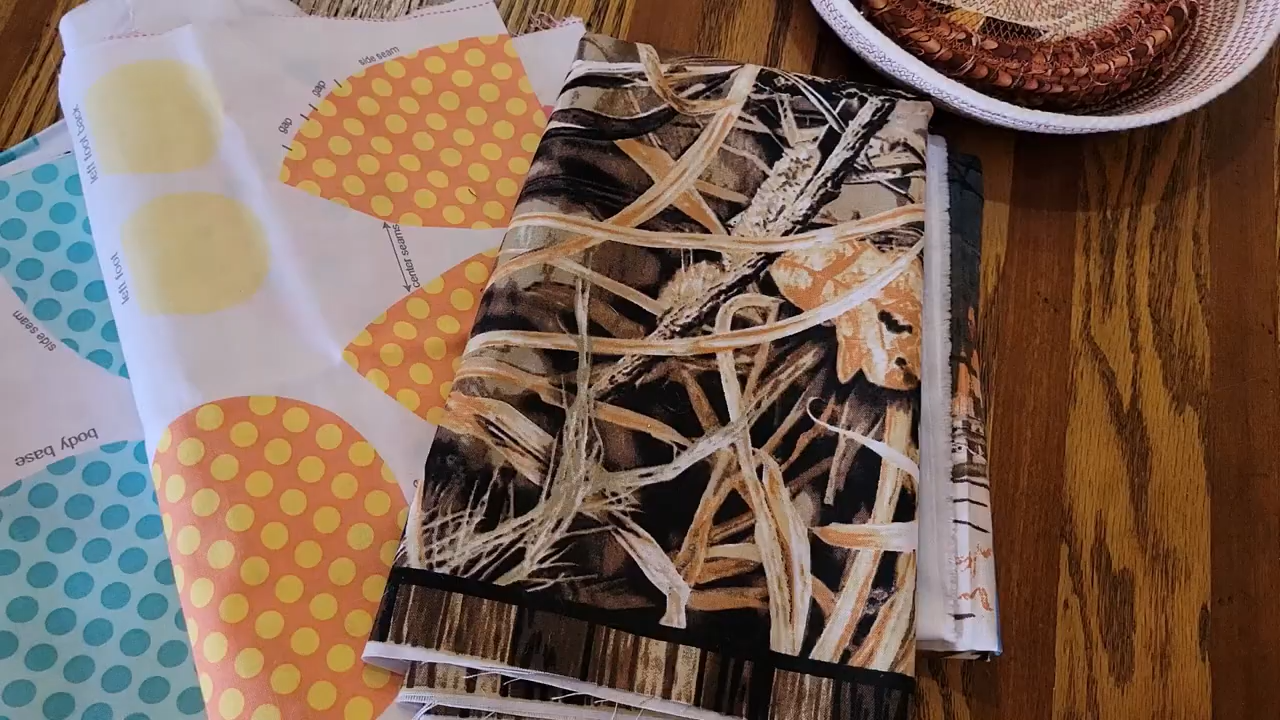 side seam
gap
gap
left foot back
center seams
left foot
side seam
body base